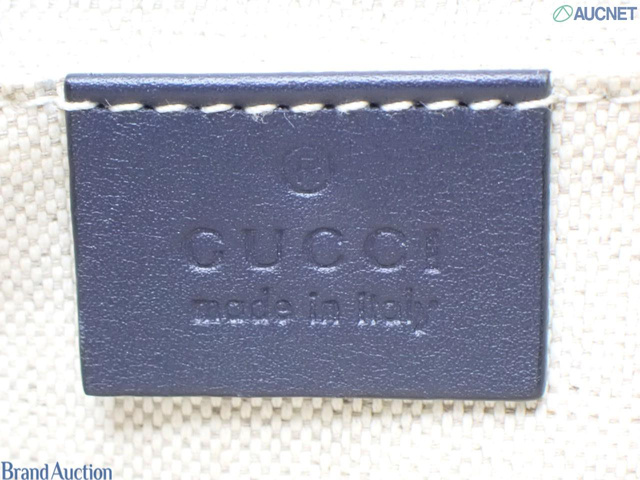 AUCNET
®
GUCCI
made in Italy
Brand Auction